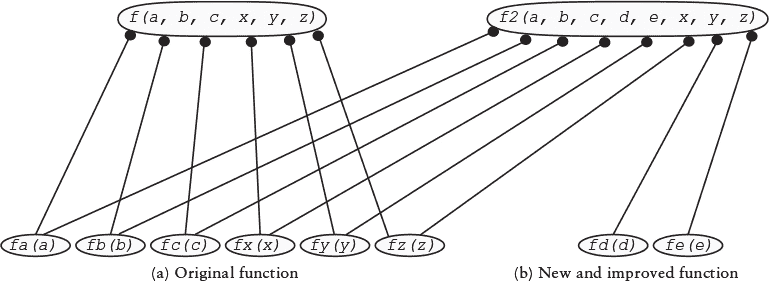 f(a, b, c, x, y, z)
f2(a, b, c, d, e, x, y, z)
fa(a)
fb(b)
fc(c)
fx(x)
fy(y)
fz(z)
fd(d)
fe(e)
(a) Original function
(b) New and improved function